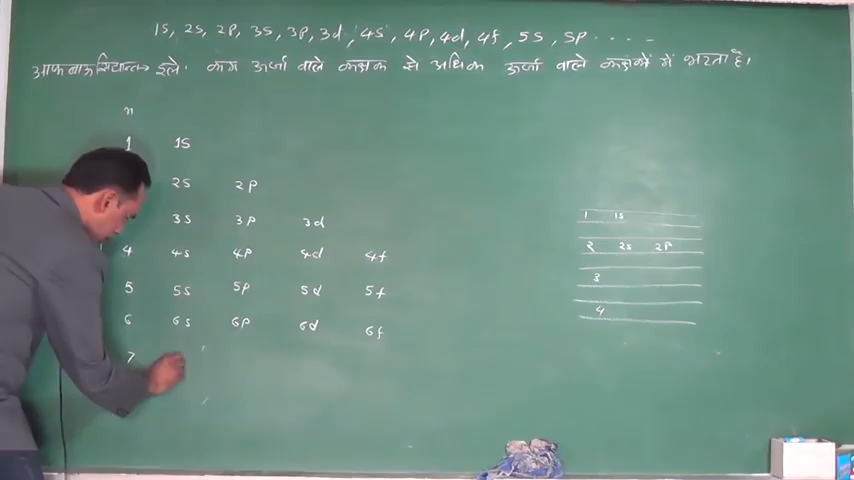 1s, 2s, 2p, 3s, 3p, 3d, 4s, 4p, 4d, 4f, 5s, 5p . . . . -
आफबाऊ सिद्यान्त→ इले. कम ऊर्जा वाले कक्षक से अधिक ऊर्जा वाले कक्षकों में भरता है।
n
1 1s
2s 2p
3s 3p 3d
4 4s 4p 4d 4f
5 5s 5p 5d 5f
6 6s 6p 6d 6f
7
1 1s
2 2s 2p
3
4